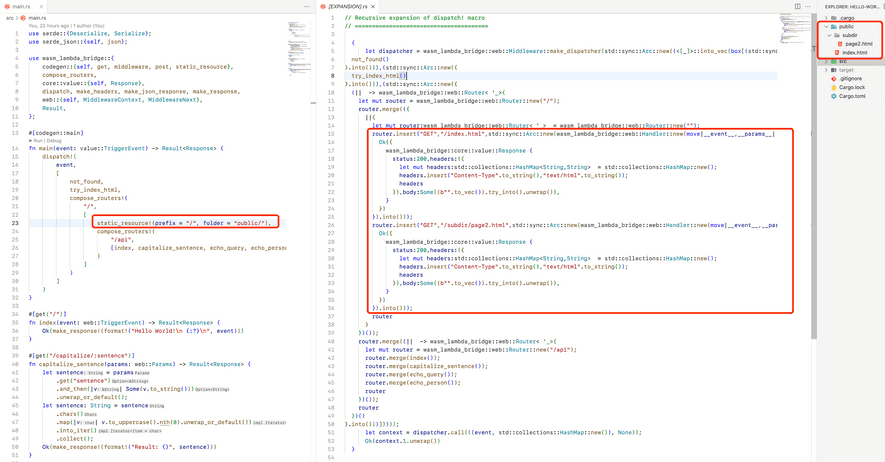 main.rs
[EXPANSION].rs
EXPLORER: HELLO-WOR...
src > main.rs
You, 22 hours ago | 1 author (You)
1 use serde::{Deserialize, Serialize};
2 use serde_json::{self, json};
3
4 use wasm_lambda_bridge::{
5 codegen::{self, get, middleware, post, static_resource},
6 compose_routers,
7 core::value::{self, Response},
8 dispatch, make_headers, make_json_response, make_response,
9 web::{self, MiddlewareContext, MiddlewareNext},
10 Result,
11 };
12
13 #[codegen::main]
Run | Debug
14 fn main(event: value::TriggerEvent) -> Result<Response> {
15 dispatch!(
16 event,
17 [
18 not_found,
19 try_index_html,
20 compose_routers!(
21 "/",
22 [
23 static_resource!(prefix = "/", folder = "public/"),
24 compose_routers!(
25 "/api",
26 [index, capitalize_sentence, echo_query, echo_person
27 )
28 ]
29 )
30 ]
31 )
32 }
33
34 #[get("/")]
35 fn index(event: web::TriggerEvent) -> Result<Response> {
36 Ok(make_response!(format!("Hello World!\n {:?}\n", event)))
37 }
38
39 #[get("/capitalize/:sentence")]
40 fn capitalize_sentence(params: web::Params) -> Result<Response> {
41 let sentence: String = params Params
42 .get("sentence") Option<&String>
43 .and_then(|v: &String| Some(v.to_string())) Option<String>
44 .unwrap_or_default();
45 let sentence: String = sentence String
46 .chars() Chars
47 .map(|v: char| v.to_uppercase().nth(0).unwrap_or_default()) impl Iterator
48 .into_iter() impl Iterator<Item = char>
49 .collect();
50 Ok(make_response!(format!("Result: {}", sentence)))
51 }
1 // Recursive expansion of dispatch! macro
2 // =====================================
3
4 {
5 let dispatcher = wasm_lambda_bridge::web::Middleware::make_dispatcher(std::sync::Arc::new((<[_]>::into_vec(box[(std::sync
6 not_found()
7 }.into())),(std::sync::Arc::new({
8 try_index_html()
9 }.into())),(std::sync::Arc::new({
10 (|| -> wasm_lambda_bridge::web::Router< '_>{
11 let mut router = wasm_lambda_bridge::web::Router::new("/");
12 router.merge(({
13 ||{
14 let mut router:wasm_lambda_bridge::web::Router< '_ > = wasm_lambda_bridge::web::Router::new("");
15 router.insert("GET","/index.html",std::sync::Arc::new(wasm_lambda_bridge::web::Handler::new(move|__event__,__params__|
16 Ok({
17 wasm_lambda_bridge::core::value::Response {
18 status:200,headers:({
19 let mut headers:std::collections::HashMap<String,String> = std::collections::HashMap::new();
20 headers.insert("Content-Type".to_string(),"text/html".to_string());
21 headers
22 }),body:Some((b"".to_vec()).try_into().unwrap()),
23 }
24 })
25 }).into()));
26 router.insert("GET","/subdir/page2.html",std::sync::Arc::new(wasm_lambda_bridge::web::Handler::new(move|__event__,__pa
27 Ok({
28 wasm_lambda_bridge::core::value::Response {
29 status:200,headers:({
30 let mut headers:std::collections::HashMap<String,String> = std::collections::HashMap::new();
31 headers.insert("Content-Type".to_string(),"text/html".to_string());
32 headers
33 }),body:Some((b"".to_vec()).try_into().unwrap()),
34 }
35 })
36 }).into()));
37 router
38 }
39 })());
40 router.merge((|| -> wasm_lambda_bridge::web::Router< '_>{
41 let mut router = wasm_lambda_bridge::web::Router::new("/api");
42 router.merge(index());
43 router.merge(capitalize_sentence());
44 router.merge(echo_query());
45 router.merge(echo_person());
46 router
47 })());
48 router
49 })()
50 }.into()))])));
51 let context = dispatcher.call(((event, std::collections::HashMap::new()), None));
52 Ok(context.1.unwrap())
53 }
54
.cargo
public
subdir
page2.html
index.html
src
target
.gitignore
Cargo.lock
Cargo.toml